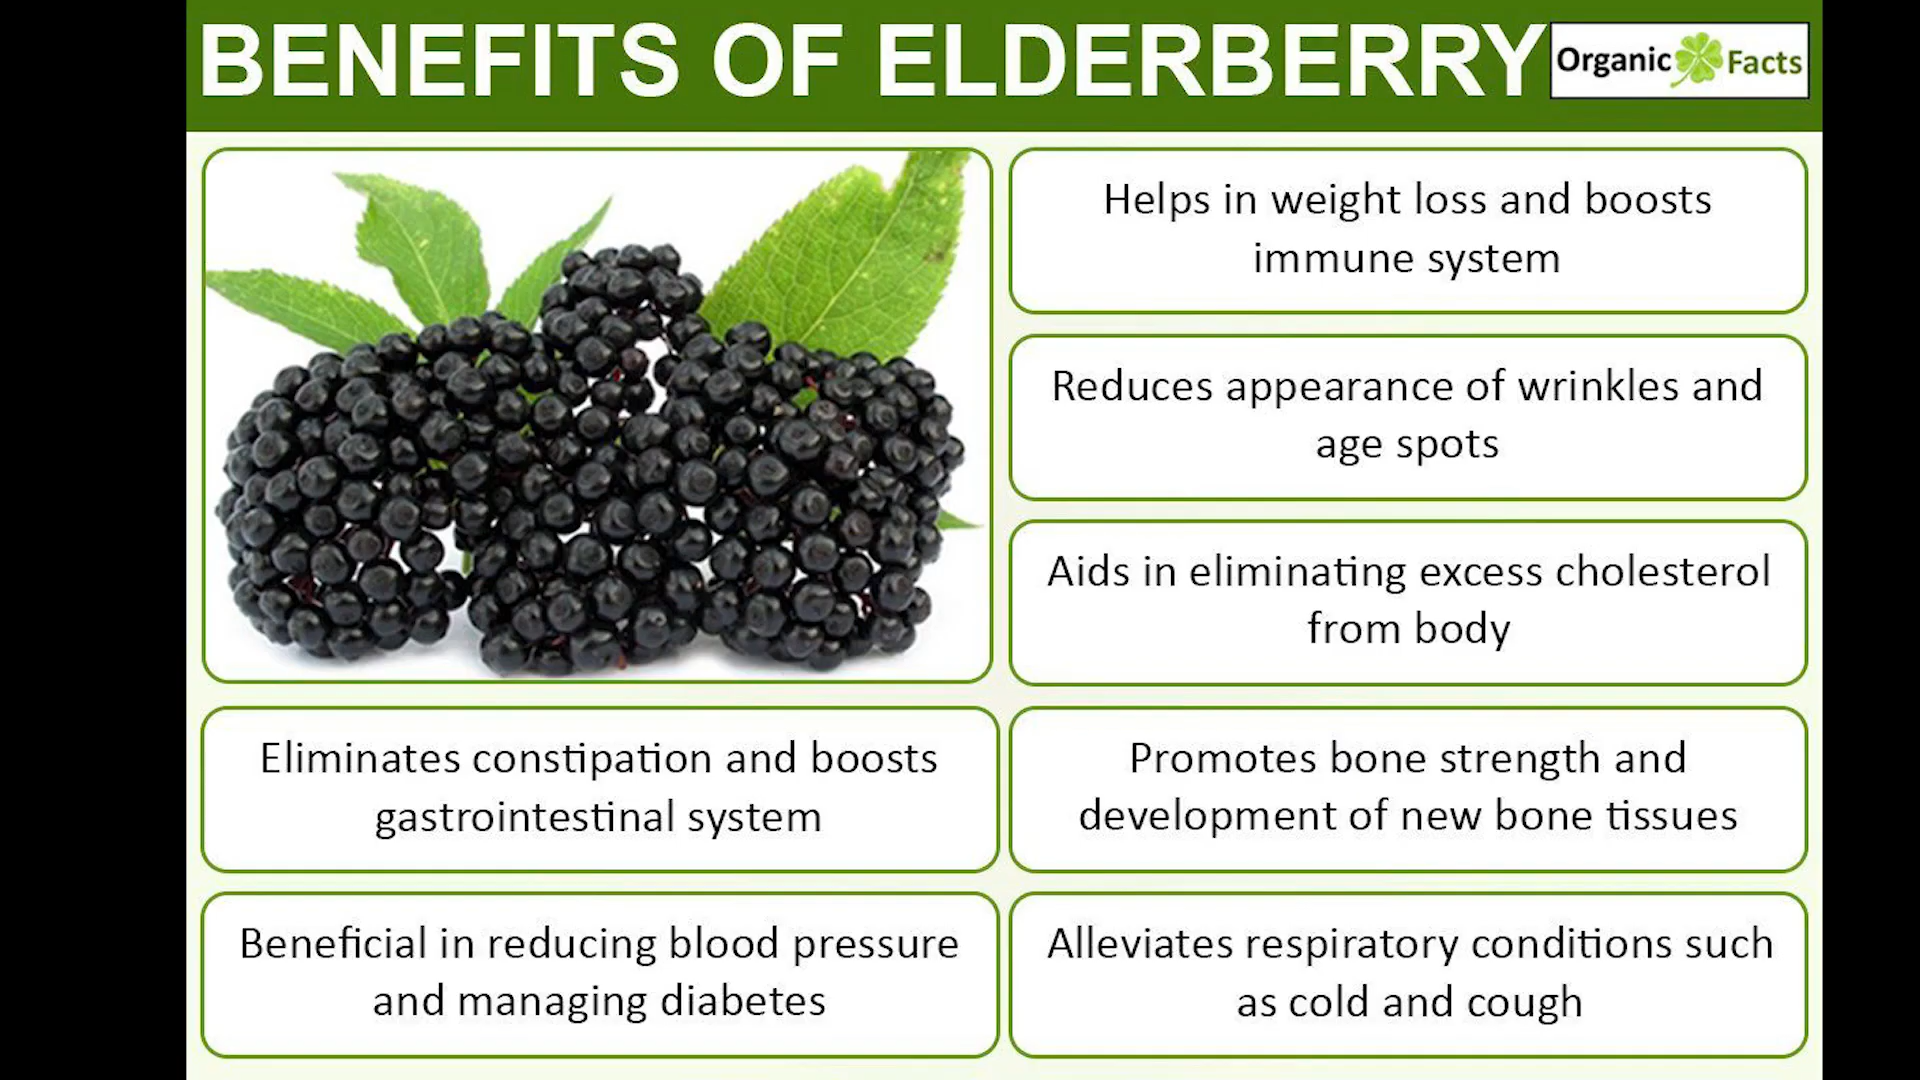 BENEFITS OF ELDERBERRY
Organic Facts
Helps in weight loss and boosts
immune system
Reduces appearance of wrinkles and
age spots
Aids in eliminating excess cholesterol
from body
Eliminates constipation and boosts
gastrointestinal system
Promotes bone strength and
development of new bone tissues
Beneficial in reducing blood pressure
and managing diabetes
Alleviates respiratory conditions such
as cold and cough